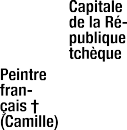 Capitale
de la Ré-
publique
tchèque
Peintre
fran-
çais †
(Camille)